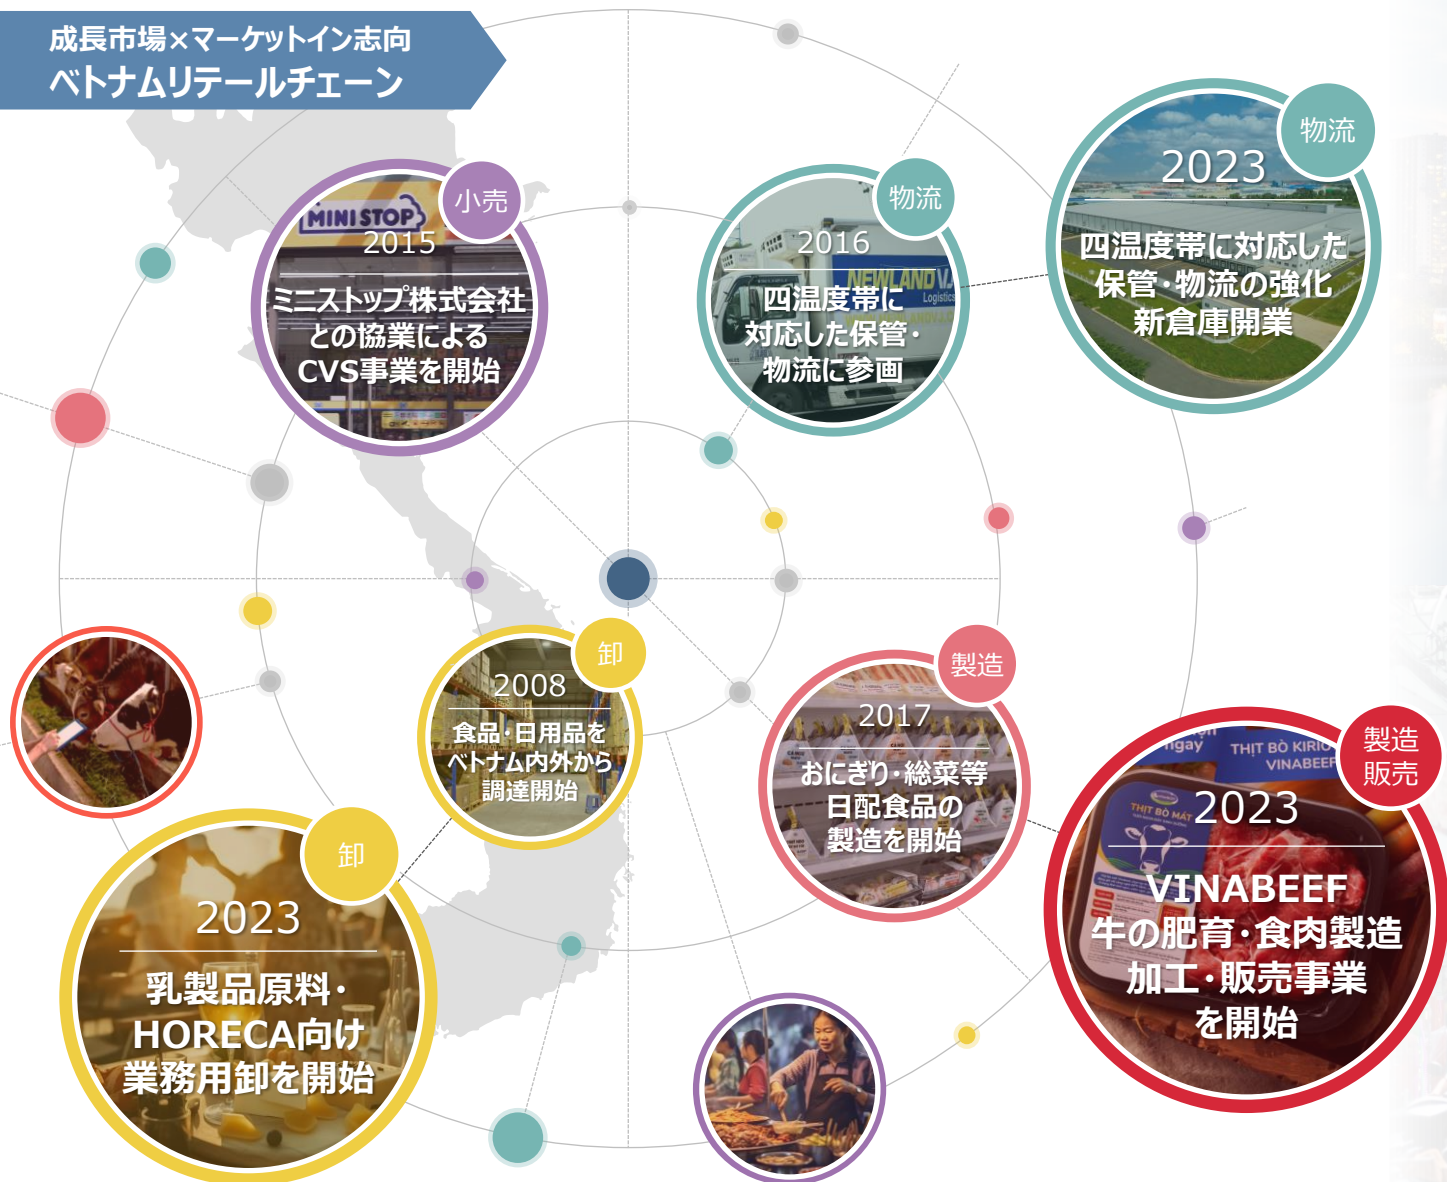 成長市場×マーケットイン志向
ベトナムリテールチェーン
小売
MINI STOP
2015
ミニストップ株式会社
との協業による
CVS事業を開始
物流
2016
NEWLAND VJ
Logistics
四温度帯に
対応した保管・
物流に参画
物流
2023
四温度帯に対応した
保管・物流の強化
新倉庫開業
卸
2008
食品・日用品を
ベトナム内外から
調達開始
製造
2017
おにぎり・総菜等
日配食品の
製造を開始
卸
2023
乳製品原料・
HORECA向け
業務用卸を開始
製造
販売
ngay
THỊT BÒ
VINABEEF
THỊT BÒ MÁT
2023
VINABEEF
牛の肥育・食肉製造
加工・販売事業
を開始